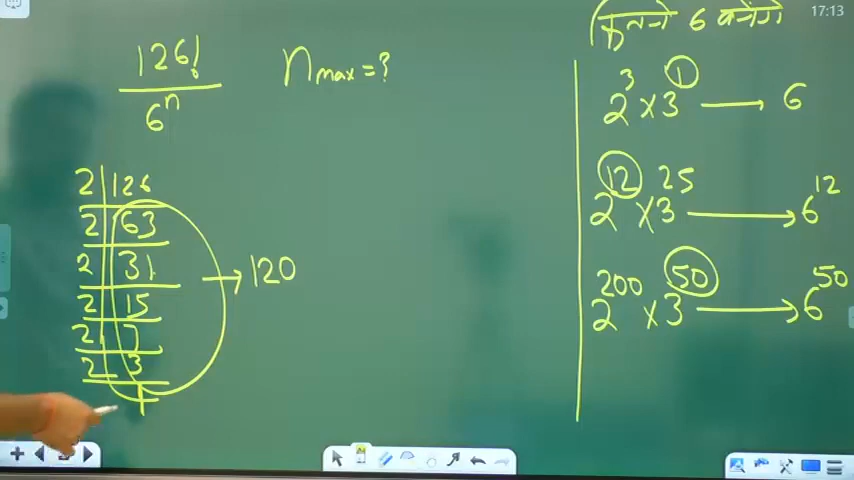 17:13
कितने 6 बनेंगे
126!
6ⁿ
nmax = ?
2³ × 3¹ → 6
2¹² × 3²⁵ → 6¹²
2²⁰⁰ × 3⁵⁰ → 6⁵⁰
2 | 126
2 | 63
2 | 31
2 | 15
2 | 7
2 | 3
1
→ 120